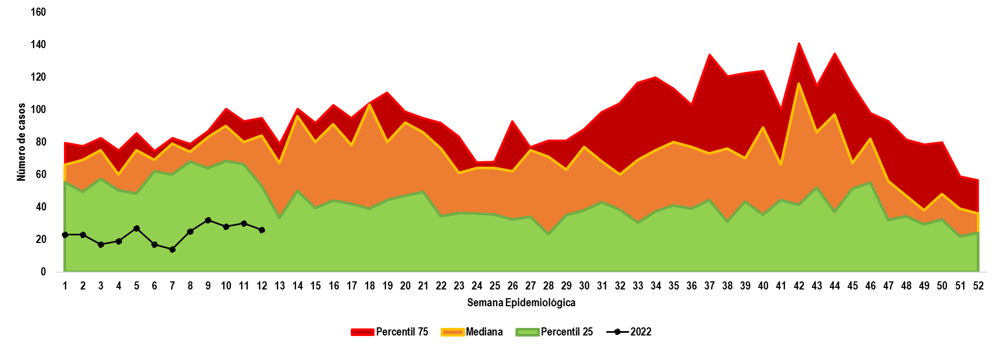 160
140
120
100
80
60
40
20
0
Número de casos
1 2 3 4 5 6 7 8 9 10 11 12 13 14 15 16 17 18 19 20 21 22 23 24 25 26 27 28 29 30 31 32 33 34 35 36 37 38 39 40 41 42 43 44 45 46 47 48 49 50 51 52
Semana Epidemiológica
Percentil 75 Mediana Percentil 25 2022